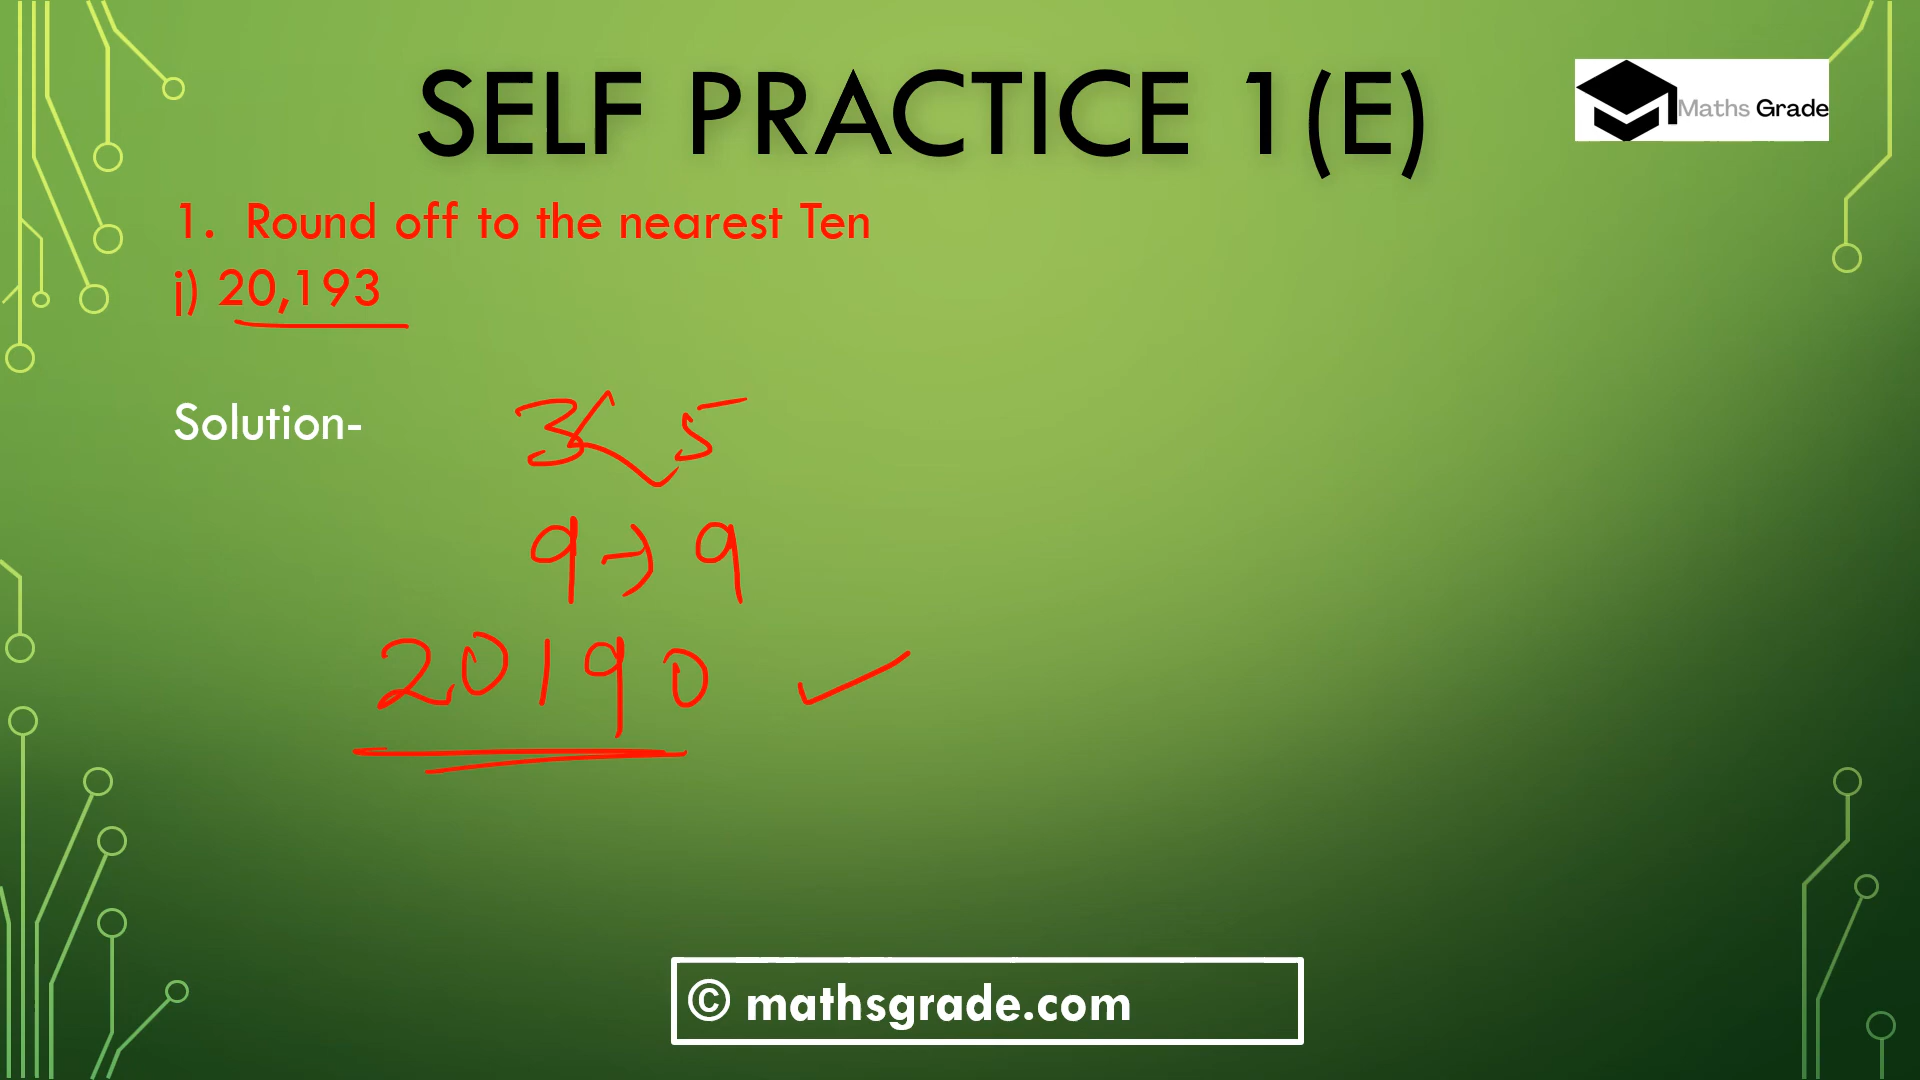 SELF PRACTICE 1(E)
Maths Grade
1. Round off to the nearest Ten
j) 20,193
Solution-
3 < 5
9 → 9
20190 ✓
© mathsgrade.com